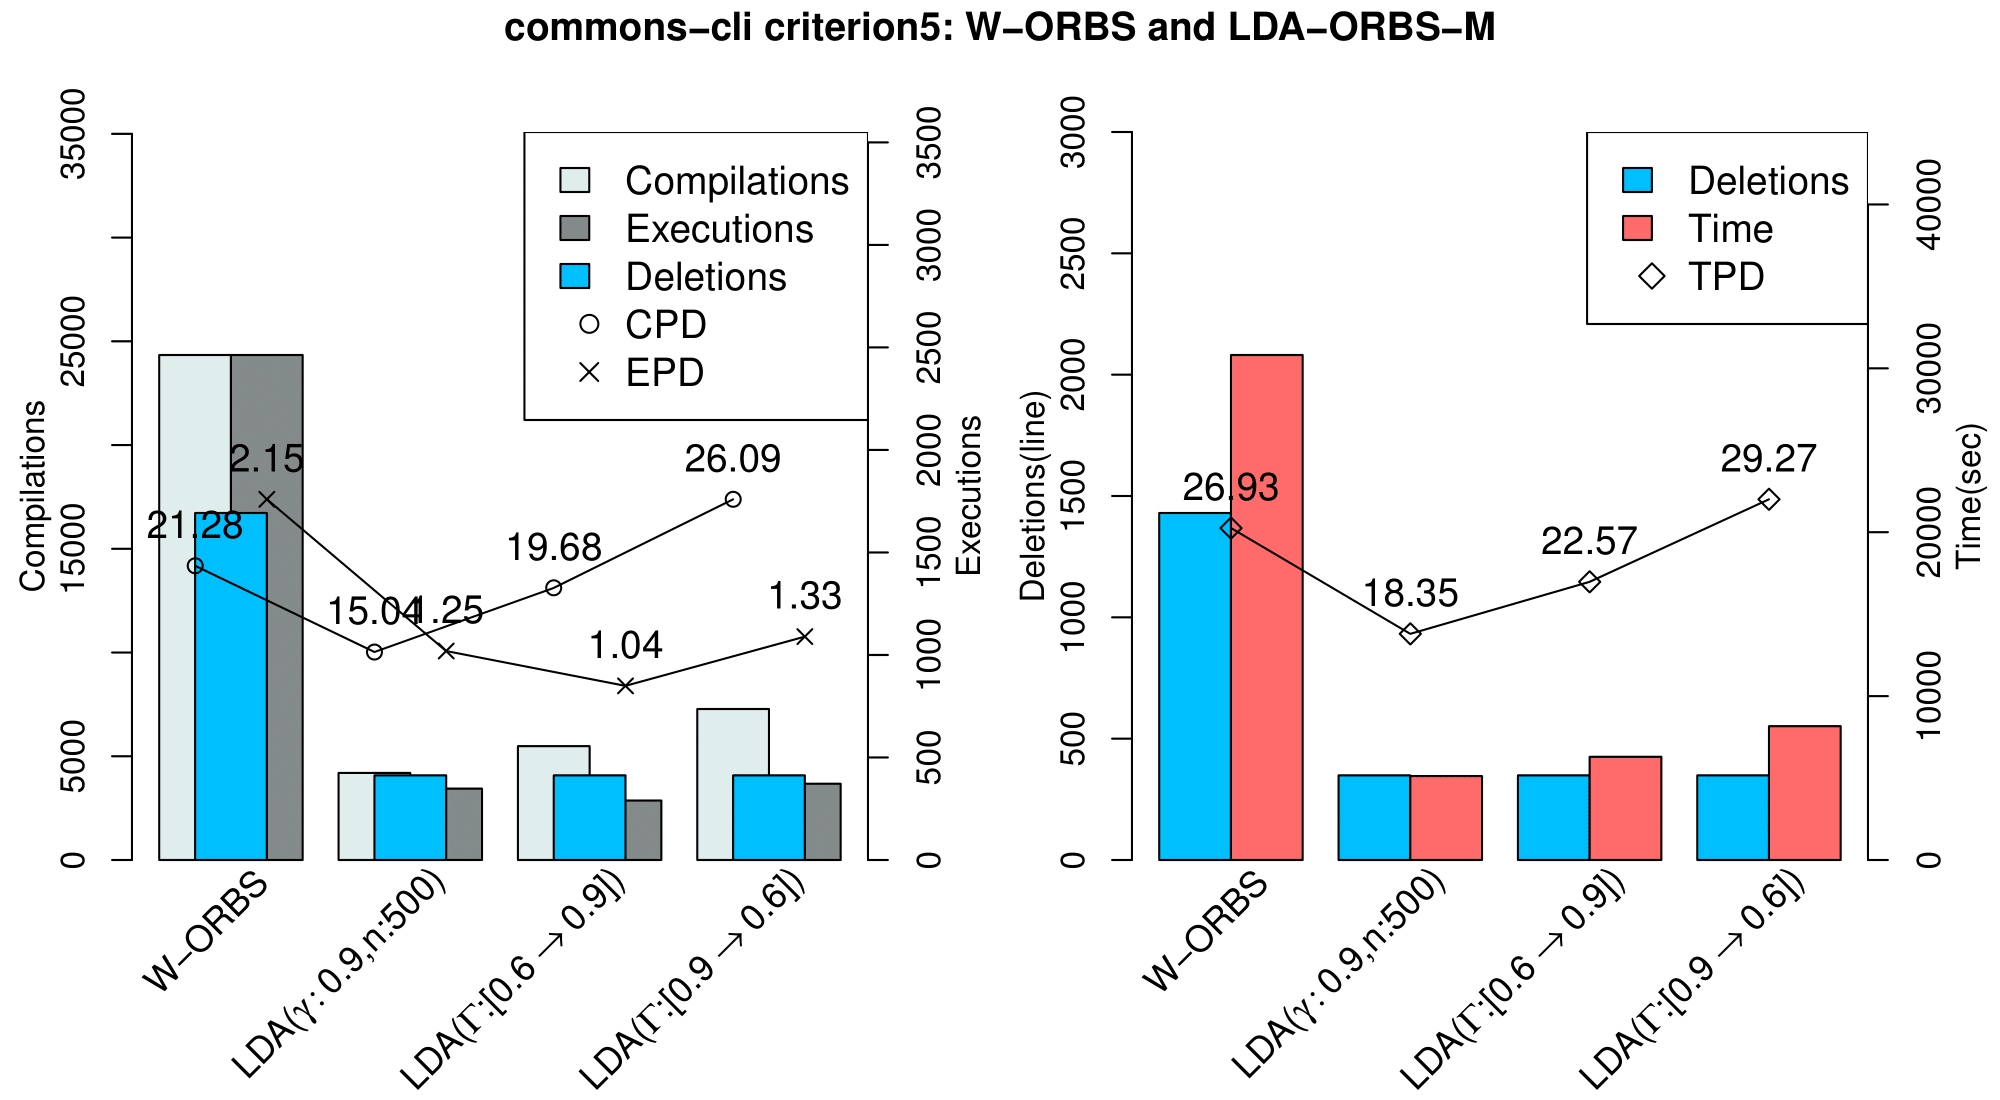 commons−cli criterion5: W−ORBS and LDA−ORBS−M
Compilations
0
5000
15000
25000
35000
Compilations
Executions
Deletions
CPD
EPD
21.28
15.04
19.68
26.09
2.15
1.25
1.04
1.33
Executions
0
500
1000
1500
2000
2500
3000
3500
W−ORBS
LDA(γ: 0.9,n:500)
LDA(Γ:[0.6 → 0.9])
LDA(Γ:[0.9 → 0.6])
Deletions(line)
0
500
1000
1500
2000
2500
3000
Deletions
Time
TPD
26.93
18.35
22.57
29.27
Time(sec)
0
10000
20000
30000
40000
W−ORBS
LDA(γ: 0.9,n:500)
LDA(Γ:[0.6 → 0.9])
LDA(Γ:[0.9 → 0.6])